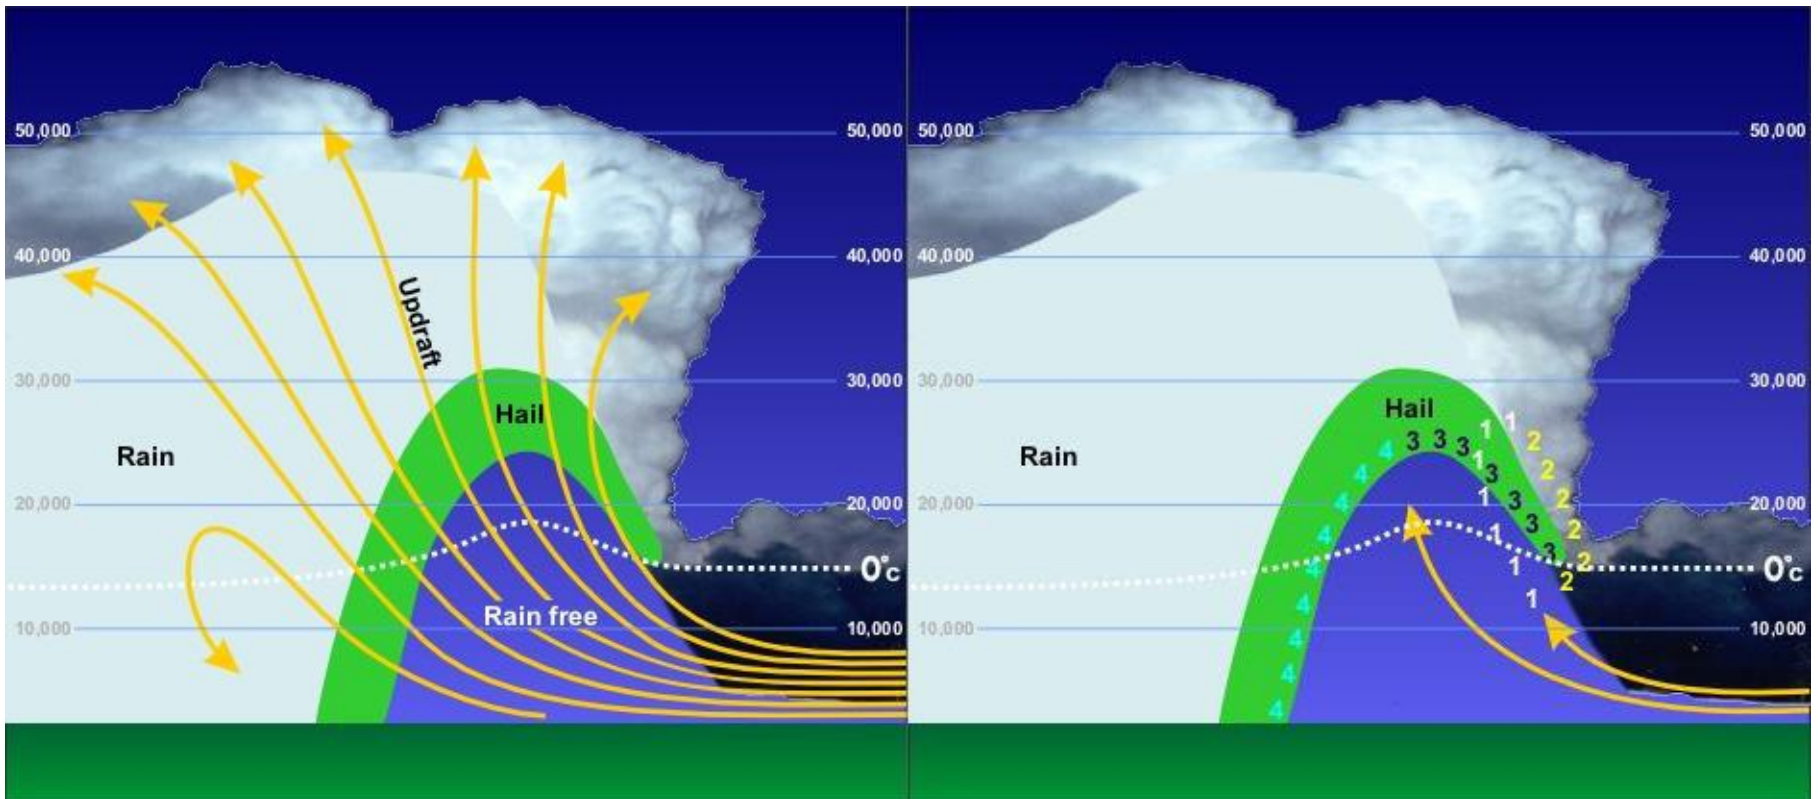 50,000 50,000
40,000 40,000
Updraft
30,000 30,000
Hail
Rain
20,000 20,000
0°c
Rain free
10,000 10,000
50,000 50,000
40,000 40,000
30,000 30,000
Hail
1 1
4 3 3 3 2
Rain 1
4 3 2
4 1 3 2
20,000 20,000
4 1 3 2
3 2
4 1 2 0°c
4 1
10,000 10,000
4
4
4